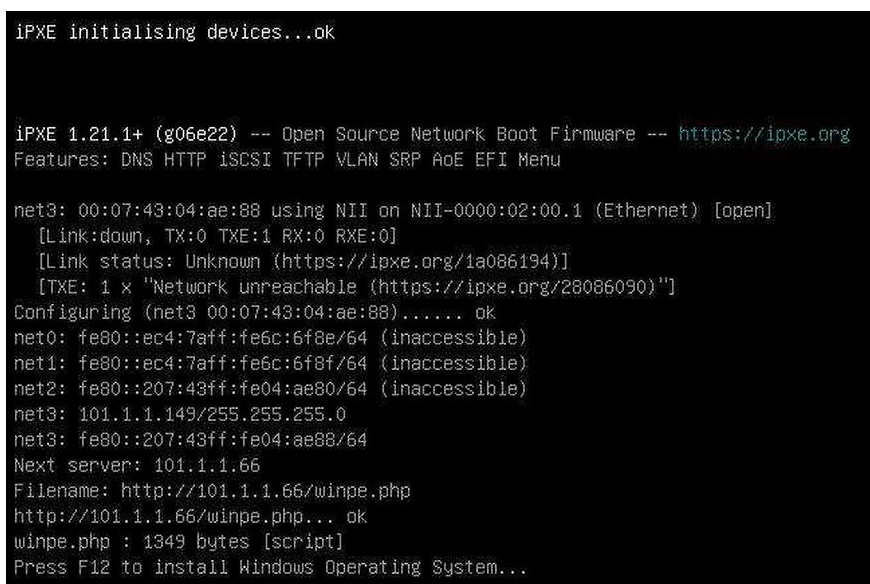 iPXE initialising devices...ok
iPXE 1.21.1+ (g06e22) -- Open Source Network Boot Firmware -- https://ipxe.org
Features: DNS HTTP iSCSI TFTP VLAN SRP AoE EFI Menu
net3: 00:07:43:04:ae:88 using NII on NII-0000:02:00.1 (Ethernet) [open]
[Link:down, TX:0 TXE:1 RX:0 RXE:0]
[Link status: Unknown (https://ipxe.org/1a086194)]
[TXE: 1 x "Network unreachable (https://ipxe.org/28086090)"]
Configuring (net3 00:07:43:04:ae:88)...... ok
net0: fe80::ec4:7aff:fe6c:6f8e/64 (inaccessible)
net1: fe80::ec4:7aff:fe6c:6f8f/64 (inaccessible)
net2: fe80::207:43ff:fe04:ae80/64 (inaccessible)
net3: 101.1.1.149/255.255.255.0
net3: fe80::207:43ff:fe04:ae88/64
Next server: 101.1.1.66
Filename: http://101.1.1.66/winpe.php
http://101.1.1.66/winpe.php... ok
winpe.php : 1349 bytes [script]
Press F12 to install Windows Operating System...